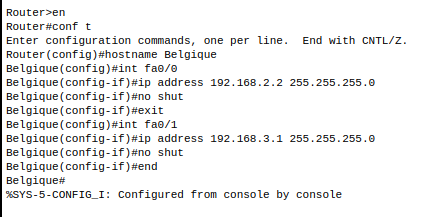 Router>en
Router#conf t
Enter configuration commands, one per line.  End with CNTL/Z.
Router(config)#hostname Belgique
Belgique(config)#int fa0/0
Belgique(config-if)#ip address 192.168.2.2 255.255.255.0
Belgique(config-if)#no shut
Belgique(config-if)#exit
Belgique(config)#int fa0/1
Belgique(config-if)#ip address 192.168.3.1 255.255.255.0
Belgique(config-if)#no shut
Belgique(config-if)#end
Belgique#
%SYS-5-CONFIG_I: Configured from console by console